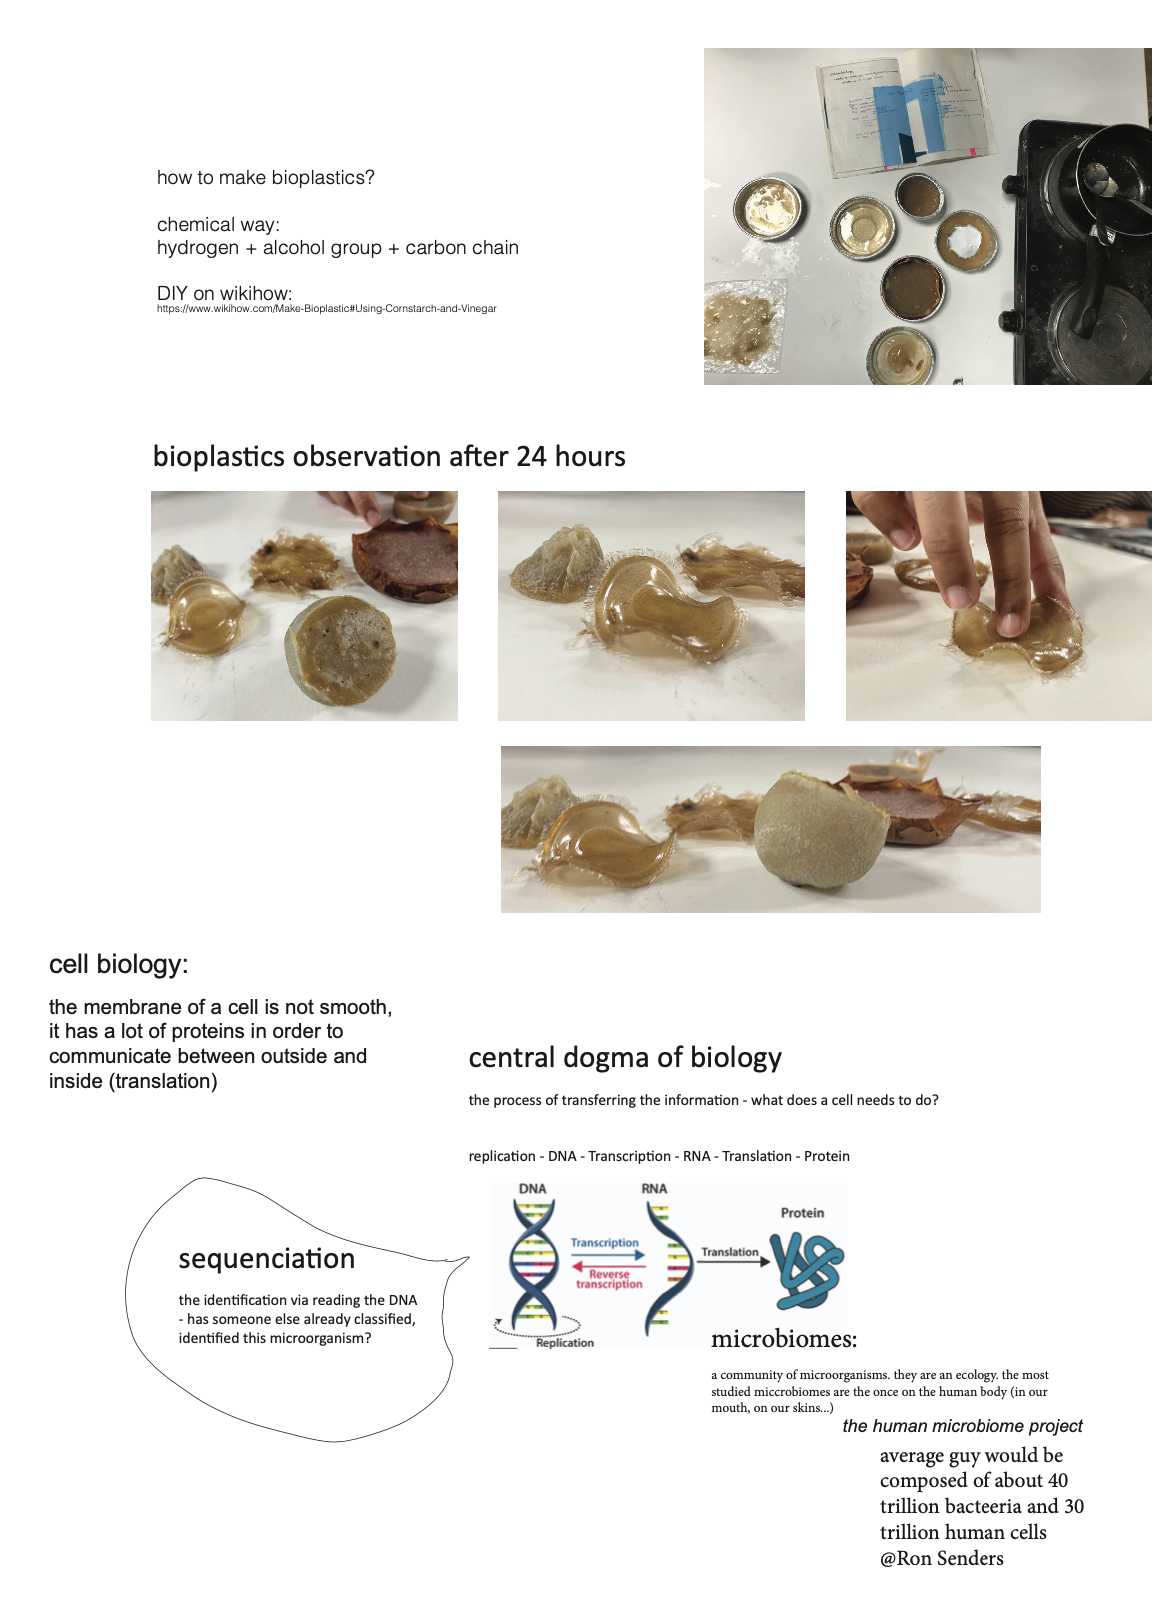 how to make bioplastics?
chemical way:
hydrogen + alcohol group + carbon chain
DIY on wikihow:
https://www.wikihow.com/Make-Bioplastic#Using-Cornstarch-and-Vinegar
bioplastics observation after 24 hours
cell biology:
the membrane of a cell is not smooth,
it has a lot of proteins in order to
communicate between outside and
inside (translation)
central dogma of biology
the process of transferring the information - what does a cell needs to do?
replication - DNA - Transcription - RNA - Translation - Protein
DNA
RNA
Protein
Transcription
Translation
Reverse
transcription
Replication
sequenciation
the identification via reading the DNA
- has someone else already classified,
identified this microorganism?
microbiomes:
a community of microorganisms. they are an ecology. the most
studied miccrobiomes are the once on the human body (in our
mouth, on our skins...)
the human microbiome project
average guy would be
composed of about 40
trillion bacteeria and 30
trillion human cells
@Ron Senders